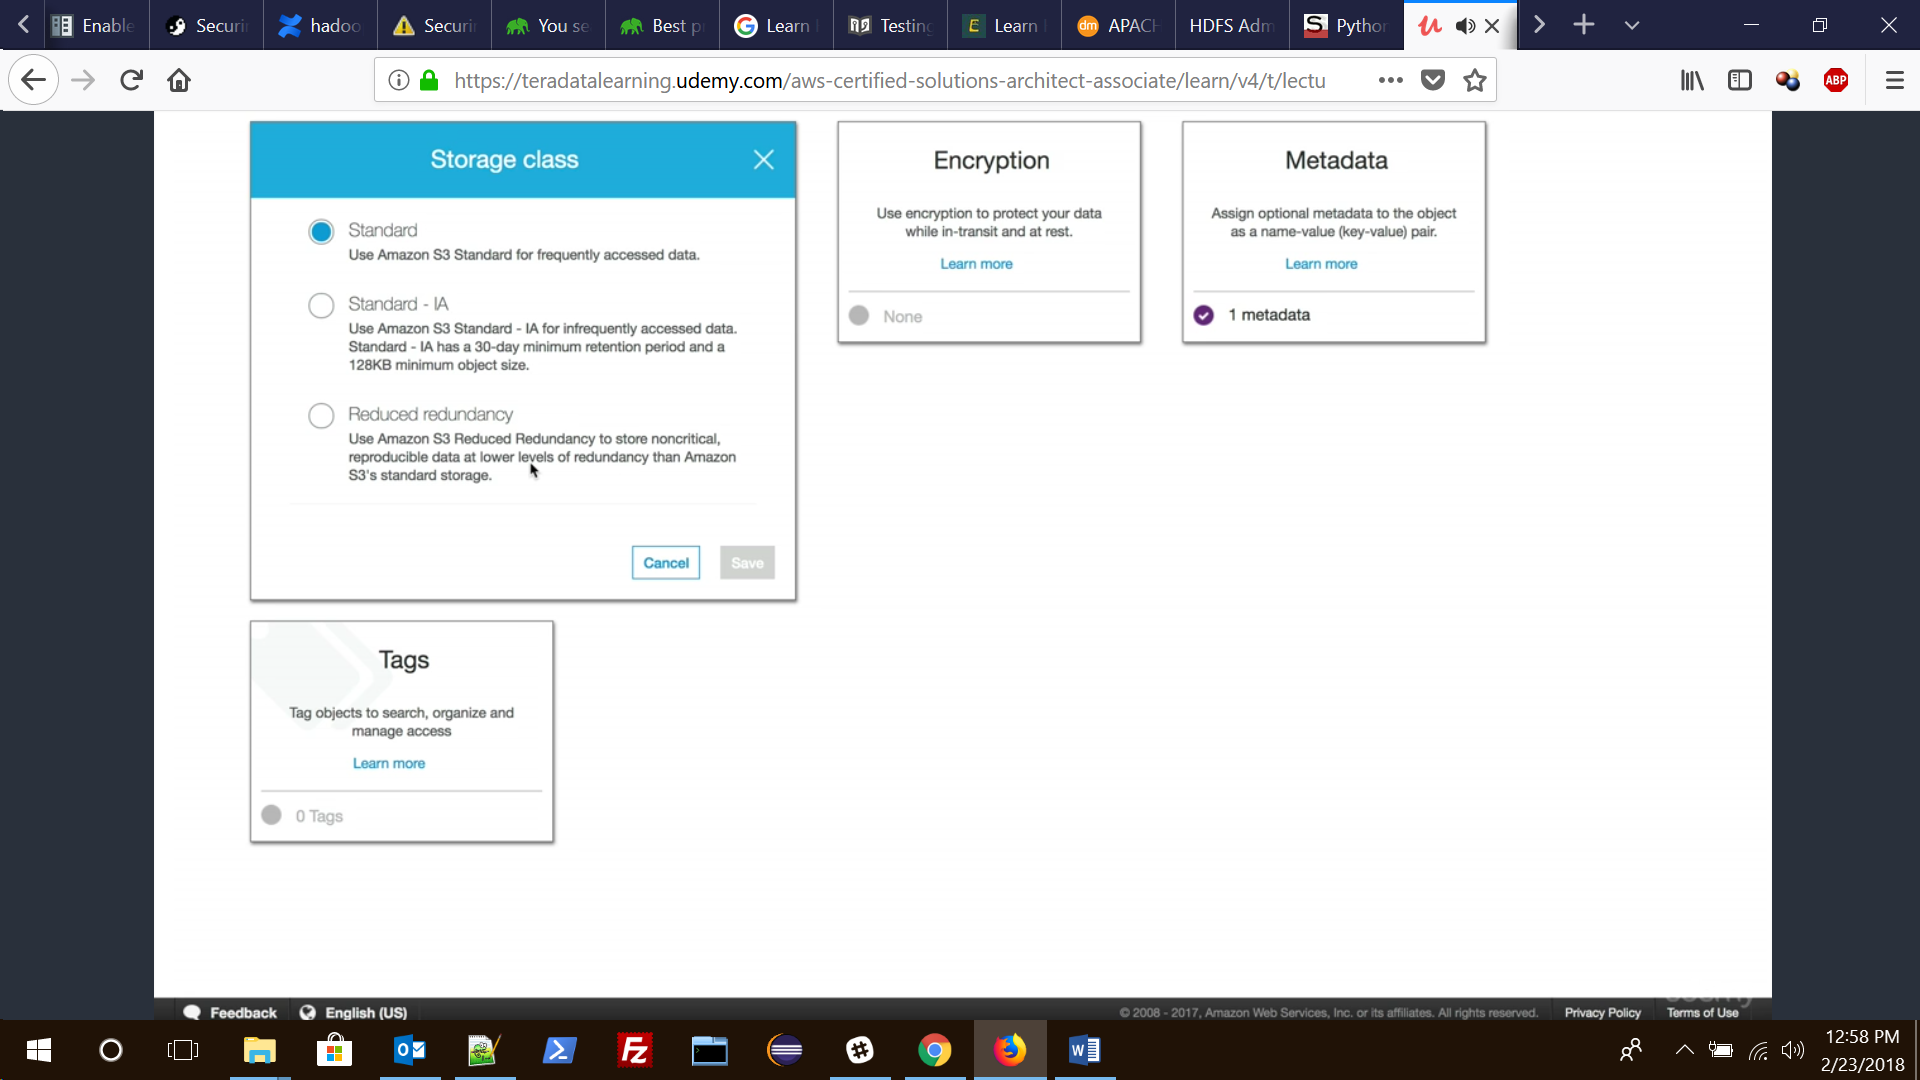 Enable
Securi
hadoo
Securi
You se
Best p
Learn
Testing
E
Learn
dm
APACH
HDFS Adm
S
Python
https://teradatalearning.udemy.com/aws-certified-solutions-architect-associate/learn/v4/t/lectu
ABP
Storage class
Standard
Use Amazon S3 Standard for frequently accessed data.
Standard - IA
Use Amazon S3 Standard - IA for infrequently accessed data.
Standard - IA has a 30-day minimum retention period and a
128KB minimum object size.
Reduced redundancy
Use Amazon S3 Reduced Redundancy to store noncritical,
reproducible data at lower levels of redundancy than Amazon
S3's standard storage.
Cancel
Save
Encryption
Use encryption to protect your data
while in-transit and at rest.
Learn more
None
Metadata
Assign optional metadata to the object
as a name-value (key-value) pair.
Learn more
1 metadata
Tags
Tag objects to search, organize and
manage access
Learn more
0 Tags
Feedback
English (US)
© 2008 - 2017, Amazon Web Services, Inc. or its affiliates. All rights reserved.
Privacy Policy
Terms of Use
12:58 PM
2/23/2018